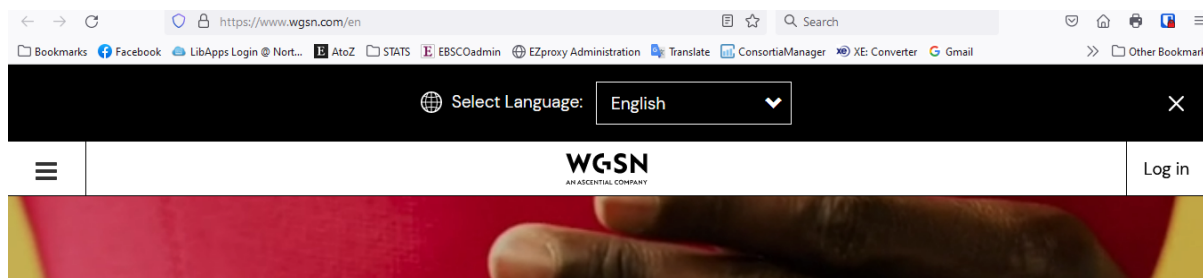 https://www.wgsn.com/en Search
Bookmarks Facebook LibApps Login @ Nort... AtoZ STATS EBSCOadmin EZproxy Administration Translate ConsortiaManager XE: Converter Gmail Other Bookmark
Select Language: English
WGSN
AN ASCENTIAL COMPANY
Log in